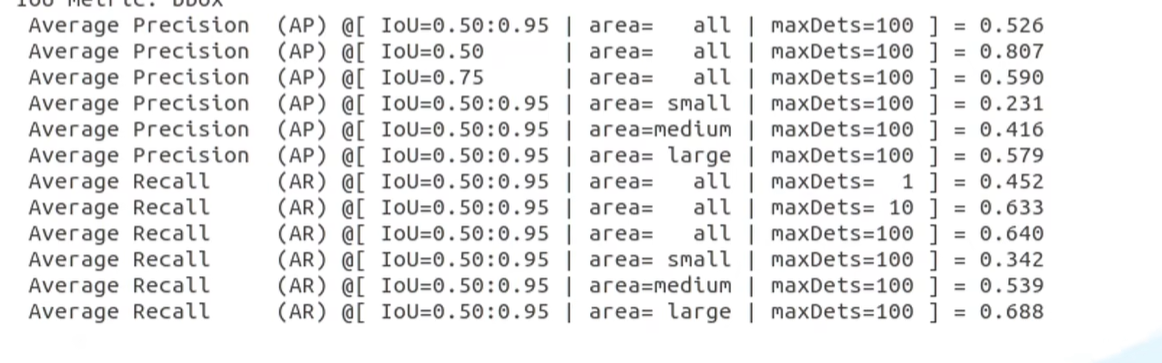 IoU metric: bbox
Average Precision  (AP) @[ IoU=0.50:0.95 | area=   all | maxDets=100 ] = 0.526
Average Precision  (AP) @[ IoU=0.50      | area=   all | maxDets=100 ] = 0.807
Average Precision  (AP) @[ IoU=0.75      | area=   all | maxDets=100 ] = 0.590
Average Precision  (AP) @[ IoU=0.50:0.95 | area= small | maxDets=100 ] = 0.231
Average Precision  (AP) @[ IoU=0.50:0.95 | area=medium | maxDets=100 ] = 0.416
Average Precision  (AP) @[ IoU=0.50:0.95 | area= large | maxDets=100 ] = 0.579
Average Recall     (AR) @[ IoU=0.50:0.95 | area=   all | maxDets=  1 ] = 0.452
Average Recall     (AR) @[ IoU=0.50:0.95 | area=   all | maxDets= 10 ] = 0.633
Average Recall     (AR) @[ IoU=0.50:0.95 | area=   all | maxDets=100 ] = 0.640
Average Recall     (AR) @[ IoU=0.50:0.95 | area= small | maxDets=100 ] = 0.342
Average Recall     (AR) @[ IoU=0.50:0.95 | area=medium | maxDets=100 ] = 0.539
Average Recall     (AR) @[ IoU=0.50:0.95 | area= large | maxDets=100 ] = 0.688